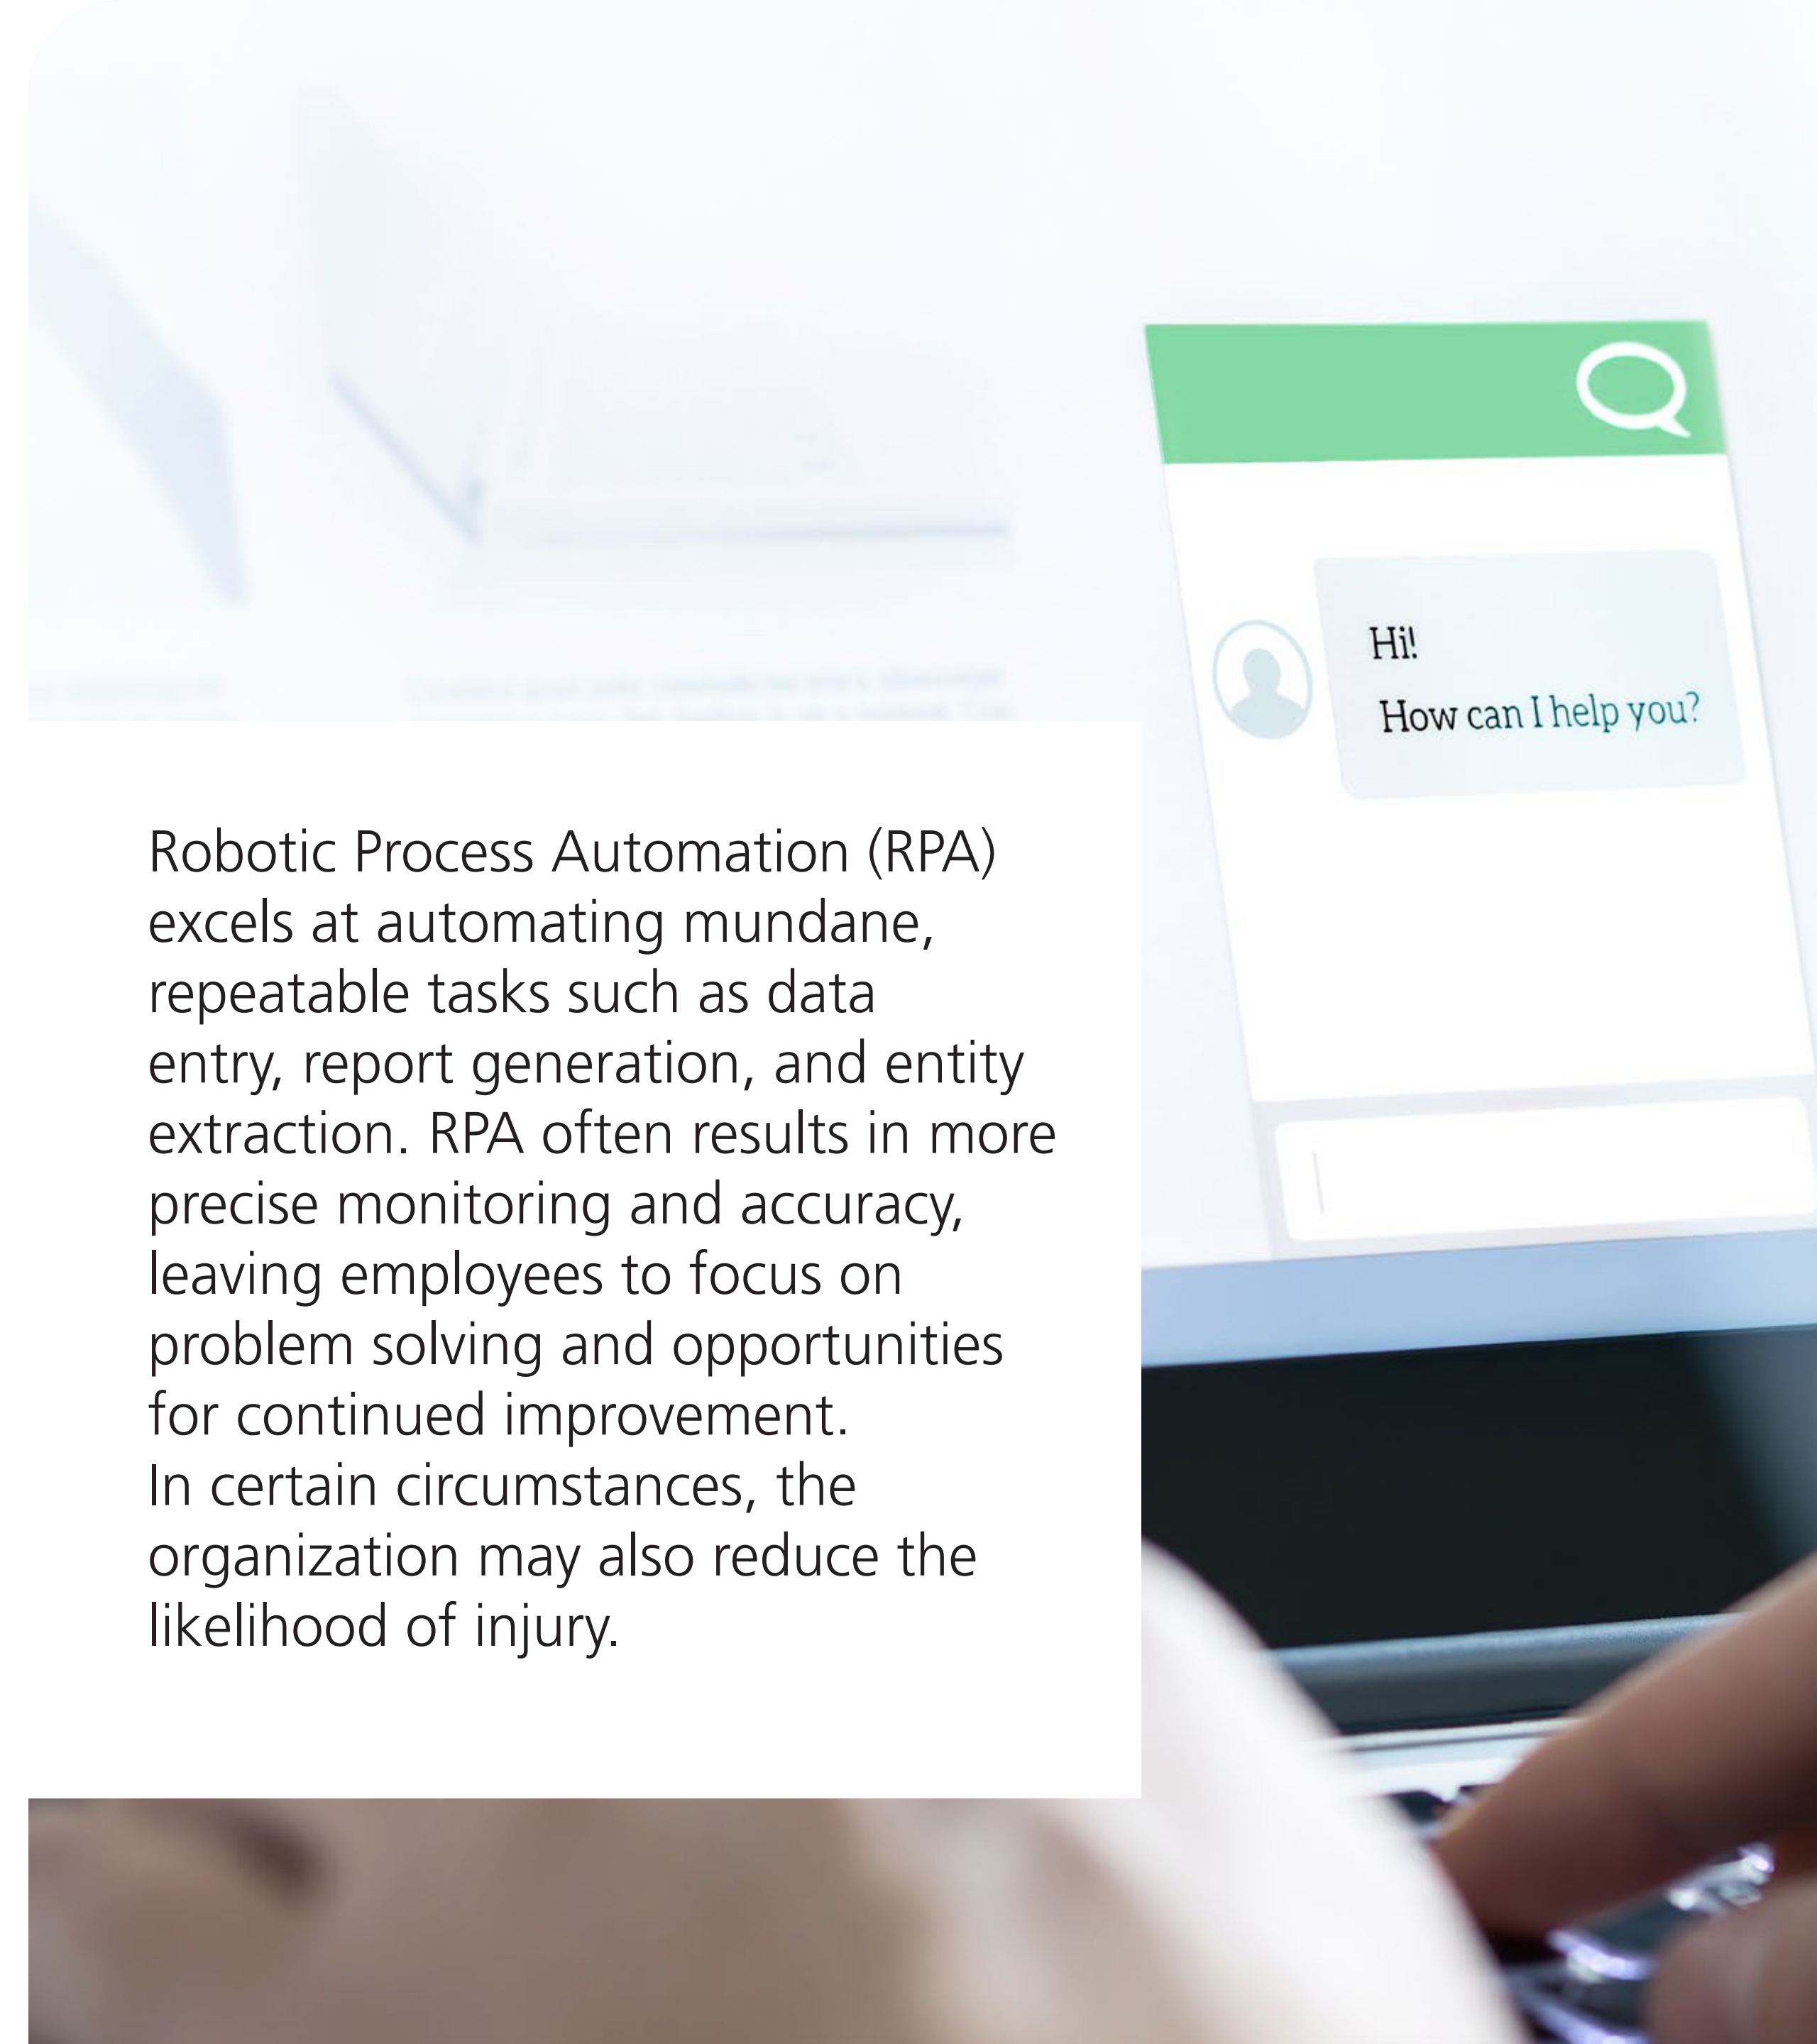 Hi!
How can I help you?
Robotic Process Automation (RPA)
excels at automating mundane,
repeatable tasks such as data
entry, report generation, and entity
extraction. RPA often results in more
precise monitoring and accuracy,
leaving employees to focus on
problem solving and opportunities
for continued improvement.
In certain circumstances, the
organization may also reduce the
likelihood of injury.